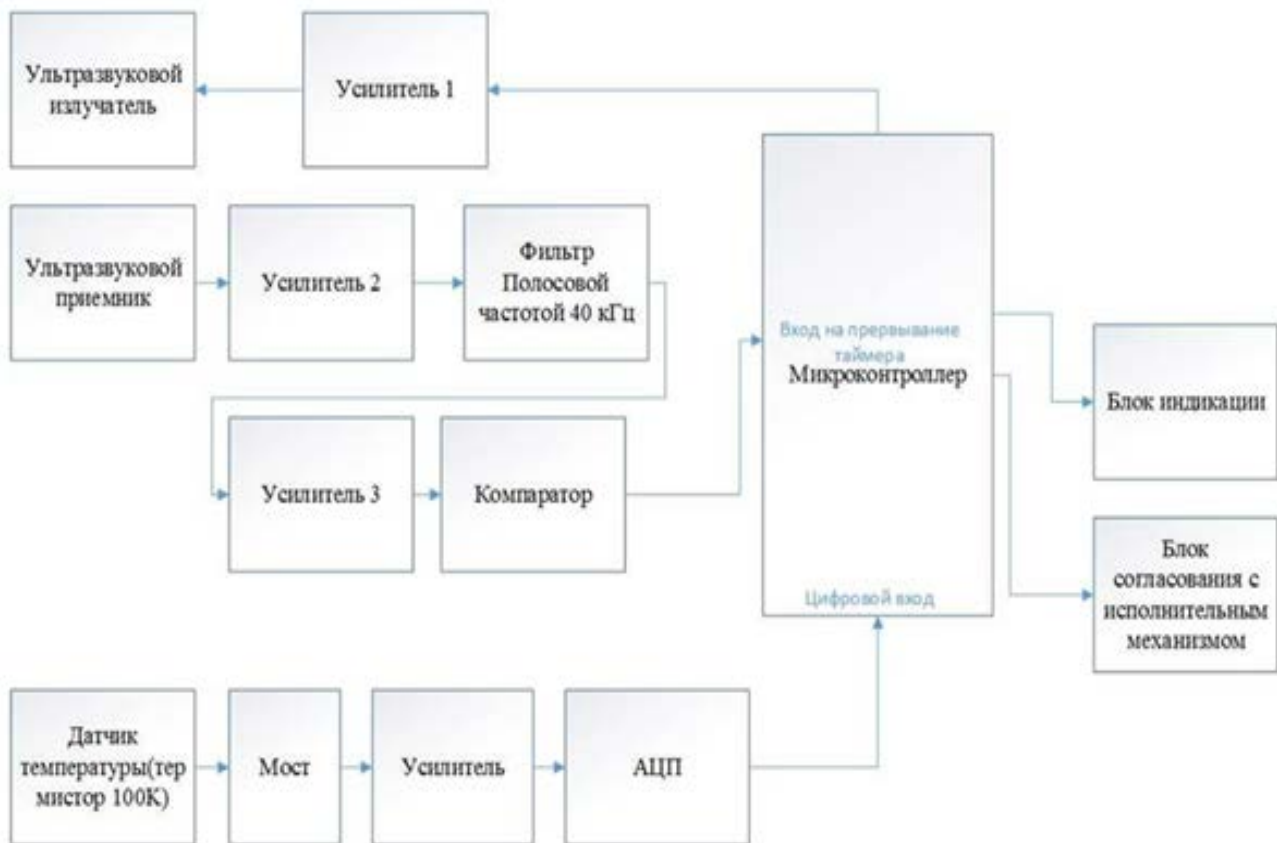 Ультразвуковой
излучатель
Усилитель 1
Ультразвуковой
приемник
Усилитель 2
Фильтр
Полосовой
частотой 40 кГц
Вход на прервывание
таймера
Микроконтроллер
Блок индикации
Усилитель 3
Компаратор
Цифровой вход
Блок
согласования с
исполнительным
механизмом
Датчик
температуры(тер
мистор 100К)
Мост
Усилитель
АЦП